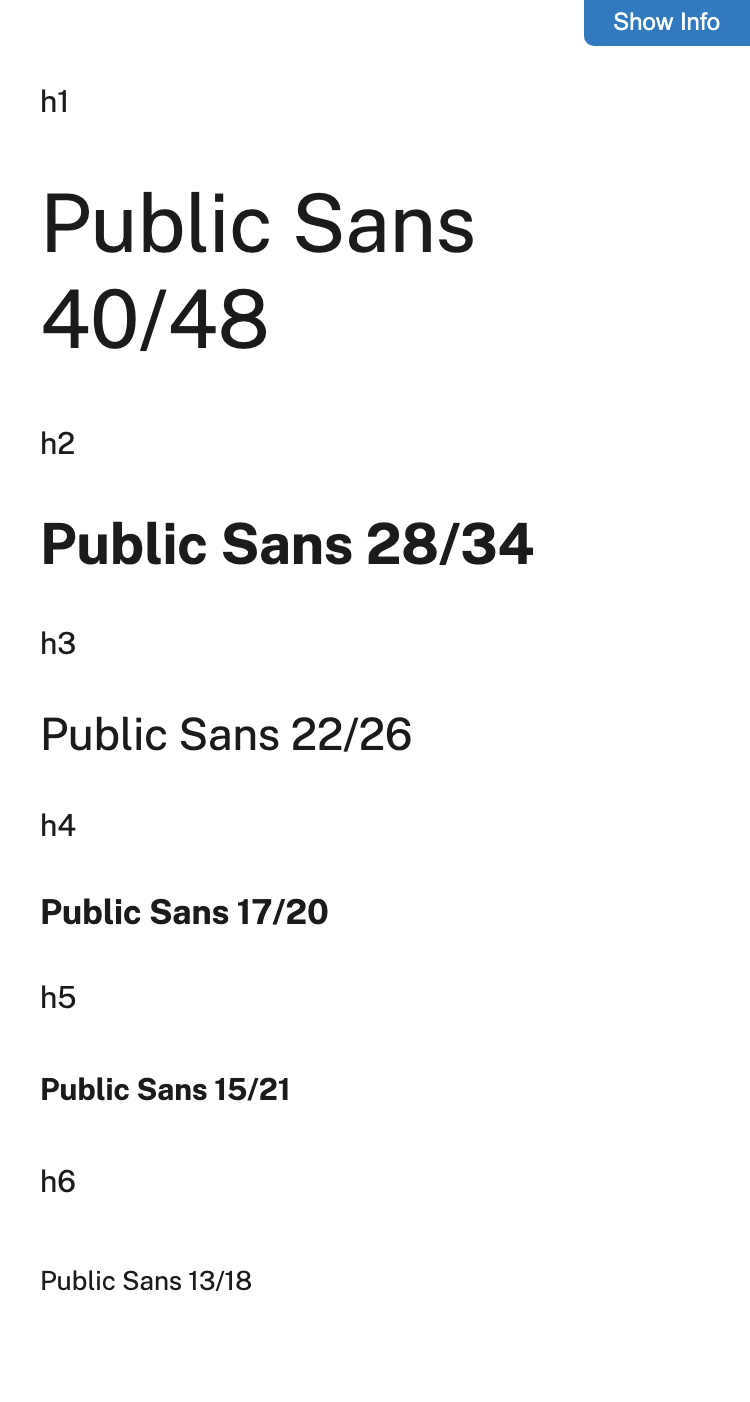 Show Info
h1
Public Sans
40/48
h2
Public Sans 28/34
h3
Public Sans 22/26
h4
Public Sans 17/20
h5
Public Sans 15/21
h6
Public Sans 13/18